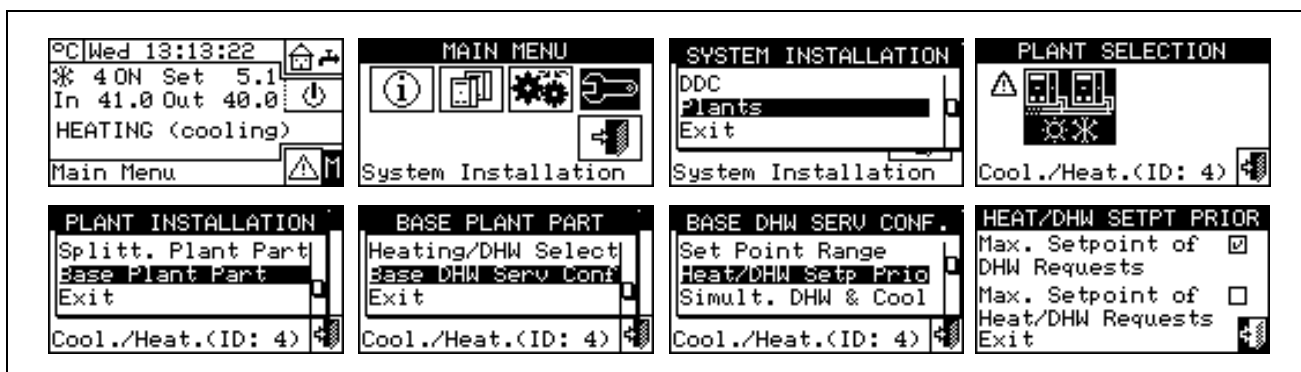 ºC Wed 13:13:22
4 ON Set 5.1
In 41.0 Out 40.0
HEATING (cooling)
Main Menu M
MAIN MENU
System Installation
SYSTEM INSTALLATION
DDC
Plants
Exit
System Installation
PLANT SELECTION
Cool./Heat.(ID: 4)
PLANT INSTALLATION
Splitt. Plant Part
Base Plant Part
Exit
Cool./Heat.(ID: 4)
BASE PLANT PART
Heating/DHW Select
Base DHW Serv Conf
Exit
Cool./Heat.(ID: 4)
BASE DHW SERV CONF.
Set Point Range
Heat/DHW Setp Prio
Simult. DHW & Cool
Cool./Heat.(ID: 4)
HEAT/DHW SETPT PRIOR
Max. Setpoint of
DHW Requests
Max. Setpoint of
Heat/DHW Requests
Exit